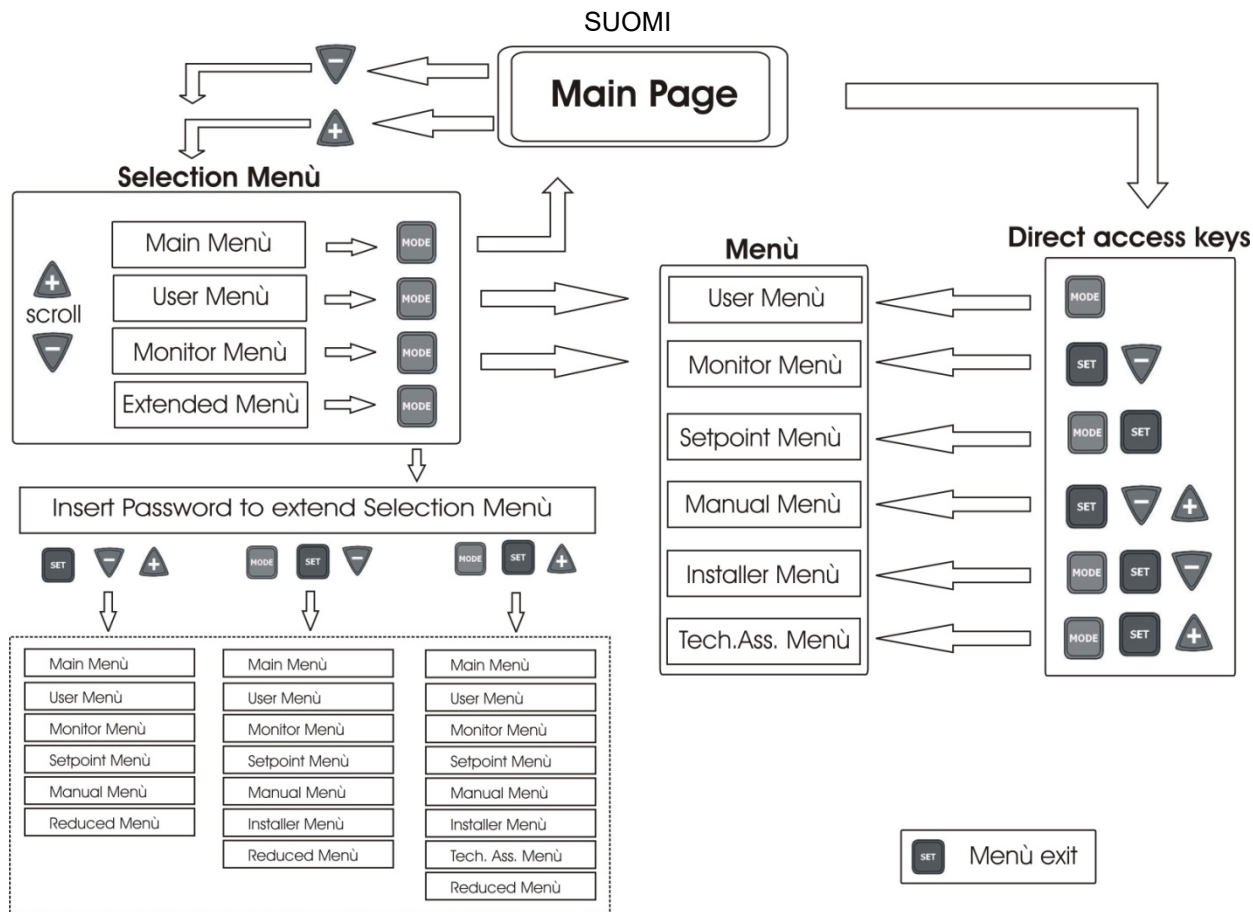 SUOMI
Main Page
−
+
Selection Menù
+
scroll
−
Main Menù
MODE
User Menù
MODE
Monitor Menù
MODE
Extended Menù
MODE
Insert Password to extend Selection Menù
SET − +
MODE SET −
MODE SET +
Main Menù
User Menù
Monitor Menù
Setpoint Menù
Manual Menù
Reduced Menù
Main Menù
User Menù
Monitor Menù
Setpoint Menù
Manual Menù
Installer Menù
Reduced Menù
Main Menù
User Menù
Monitor Menù
Setpoint Menù
Manual Menù
Installer Menù
Tech. Ass. Menù
Reduced Menù
Menù
User Menù
Monitor Menù
Setpoint Menù
Manual Menù
Installer Menù
Tech.Ass. Menù
Direct access keys
MODE
SET −
MODE SET
SET − +
MODE SET −
MODE SET +
SET Menù exit